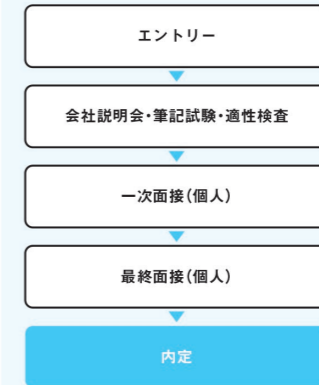 エントリー
会社説明会・筆記試験・適性検査
一次面接(個人)
最終面接(個人)
内定